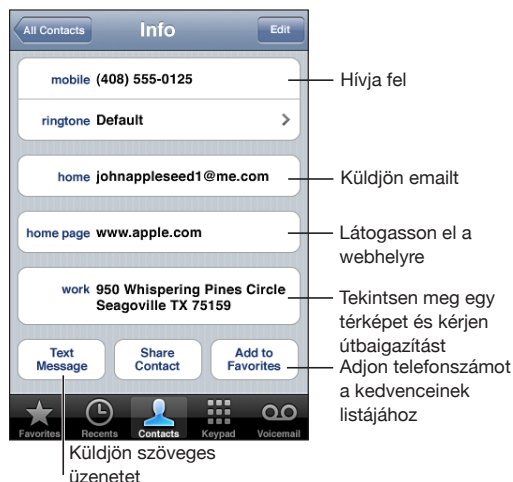 All Contacts Info Edit
mobile (408) 555-0125
Hívja fel
ringtone Default
home johnappleseed1@me.com
Küldjön emailt
home page www.apple.com
Látogasson el a
webhelyre
work 950 Whispering Pines Circle
Seagoville TX 75159
Tekintsen meg egy
térképet és kérjen
útbaigazítást
Text
Message
Share
Contact
Add to
Favorites
Adjon telefonszámot
a kedvenceinek
listájához
Favorites Recents Contacts Keypad Voicemail
Küldjön szöveges
üzenetet